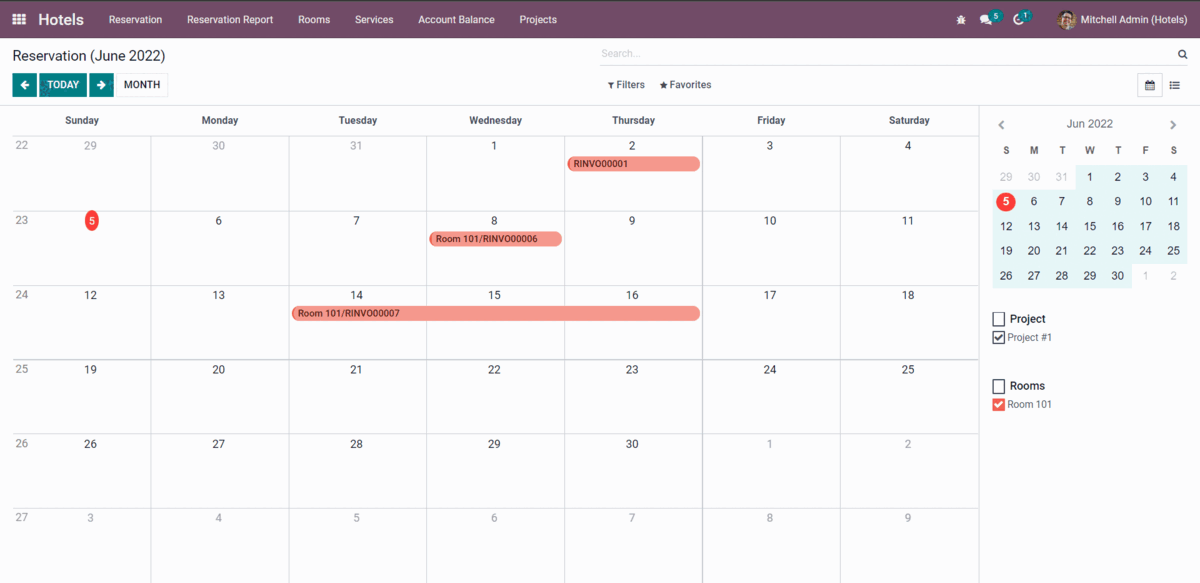 Hotels Reservation Reservation Report Rooms Services Account Balance Projects 5 1 Mitchell Admin (Hotels)
Reservation (June 2022)
Search...
TODAY MONTH
Filters Favorites
Sunday Monday Tuesday Wednesday Thursday Friday Saturday
22 29 30 31 1 2 3 4
RINVO00001
23 5 6 7 8 9 10 11
Room 101/RINVO00006
24 12 13 14 15 16 17 18
Room 101/RINVO00007
25 19 20 21 22 23 24 25
26 26 27 28 29 30 1 2
27 3 4 5 6 7 8 9
Jun 2022
S M T W T F S
29 30 31 1 2 3 4
5 6 7 8 9 10 11
12 13 14 15 16 17 18
19 20 21 22 23 24 25
26 27 28 29 30 1 2
Project
Project #1
Rooms
Room 101